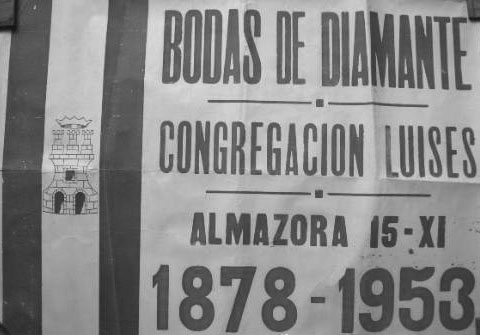 BODAS DE DIAMANTE
CONGREGACION LUISES
ALMAZORA 15-XI
1878-1953